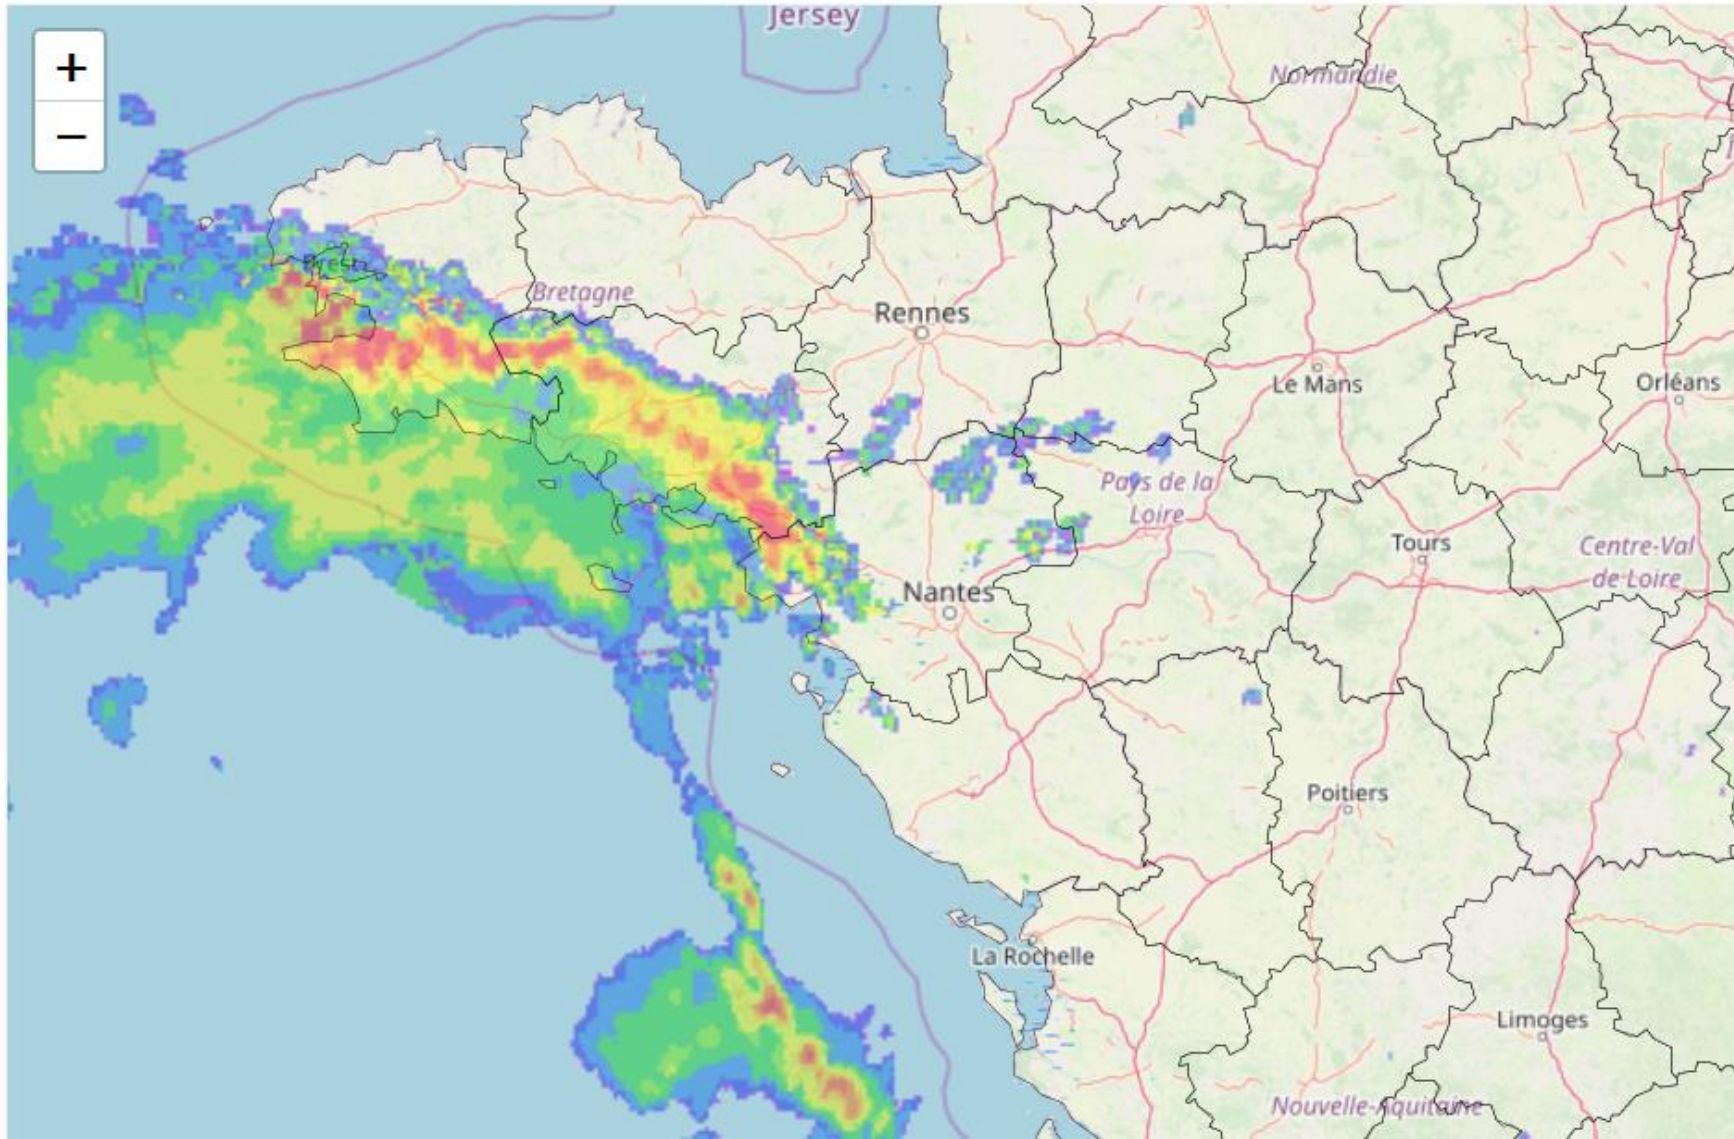 Jersey
+
−
Normandie
Brest
Bretagne
Rennes
Le Mans
Orléans
Pays de la
Loire
Tours
Centre-Val
de Loire
Nantes
Poitiers
La Rochelle
Limoges
Nouvelle-Aquitaine